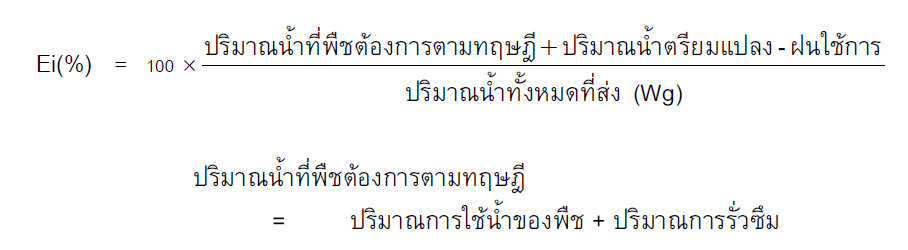 Ei(%) = 100 × ปริมาณน้ำที่พืชต้องการตามทฤษฎี+ปริมาณน้ำตรียมแปลง - ฝนใช้การ
ปริมาณน้ำทั้งหมดที่ส่ง (Wg)
ปริมาณน้ำที่พืชต้องการตามทฤษฎี
= ปริมาณการใช้น้ำของพืช + ปริมาณการรั่วซึม